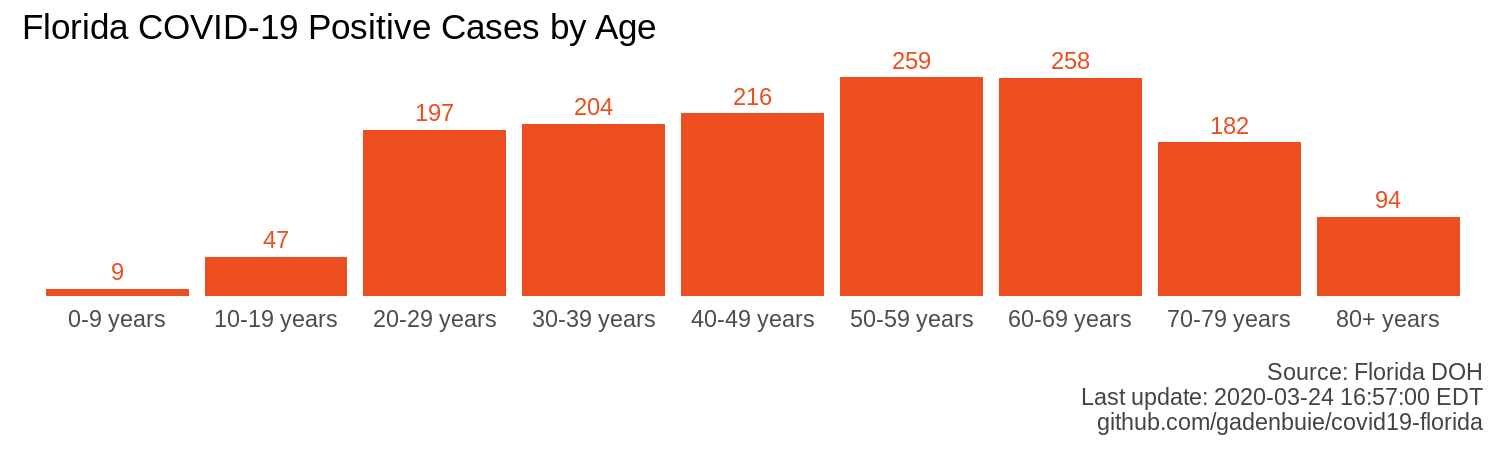 Florida COVID-19 Positive Cases by Age
9
47
197
204
216
259
258
182
94
0-9 years
10-19 years
20-29 years
30-39 years
40-49 years
50-59 years
60-69 years
70-79 years
80+ years
Source: Florida DOH
Last update: 2020-03-24 16:57:00 EDT
github.com/gadenbuie/covid19-florida